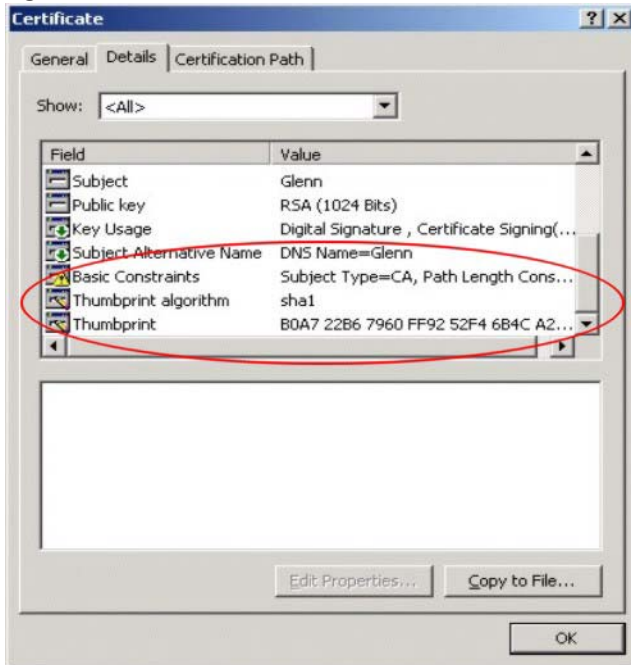 Certificate
General Details Certification Path
Show: <All>
Field Value
Subject Glenn
Public key RSA (1024 Bits)
Key Usage Digital Signature , Certificate Signing(...
Subject Alternative Name DNS Name=Glenn
Basic Constraints Subject Type=CA, Path Length Cons...
Thumbprint algorithm sha1
Thumbprint B0A7 22B6 7960 FF92 52F4 6B4C A2...
Edit Properties... Copy to File...
OK